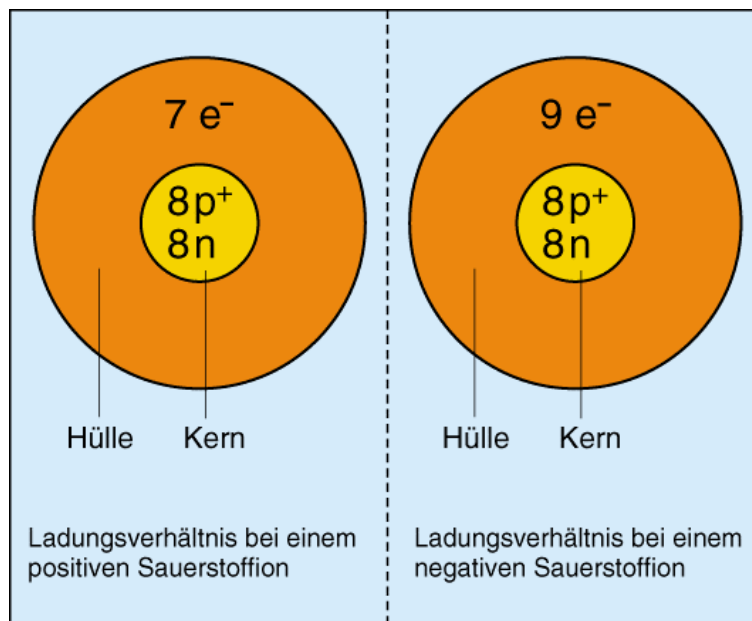 7 e⁻
8p⁺
8n
Hülle Kern
Ladungsverhältnis bei einem
positiven Sauerstoffion
9 e⁻
8p⁺
8n
Hülle Kern
Ladungsverhältnis bei einem
negativen Sauerstoffion